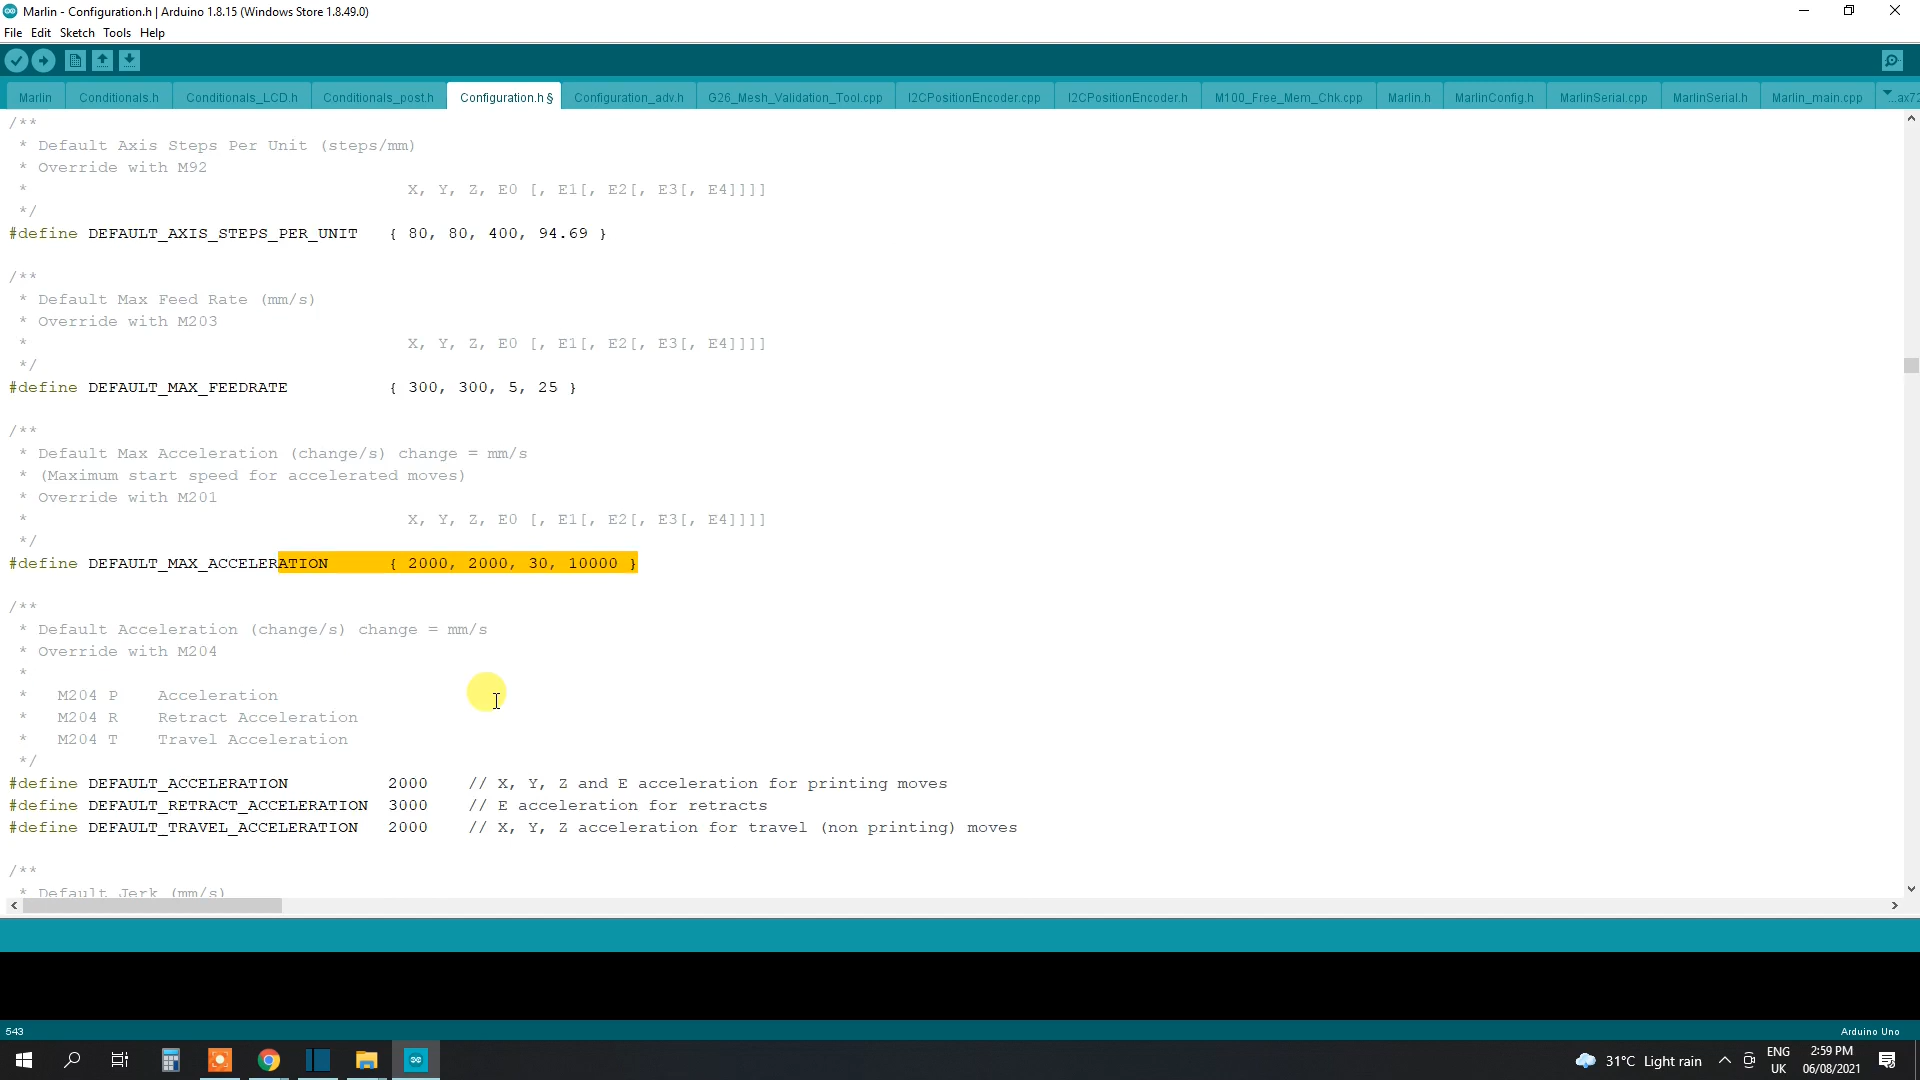 Marlin - Configuration.h | Arduino 1.8.15 (Windows Store 1.8.49.0)
File Edit Sketch Tools Help
Marlin Conditionals.h Conditionals_LCD.h Conditionals_post.h Configuration.h § Configuration_adv.h G26_Mesh_Validation_Tool.cpp I2CPositionEncoder.cpp I2CPositionEncoder.h M100_Free_Mem_Chk.cpp Marlin.h MarlinConfig.h MarlinSerial.cpp MarlinSerial.h Marlin_main.cpp ...ax72
/**
* Default Axis Steps Per Unit (steps/mm)
* Override with M92
* X, Y, Z, E0 [, E1[, E2[, E3[, E4]]]]
*/
#define DEFAULT_AXIS_STEPS_PER_UNIT { 80, 80, 400, 94.69 }
/**
* Default Max Feed Rate (mm/s)
* Override with M203
* X, Y, Z, E0 [, E1[, E2[, E3[, E4]]]]
*/
#define DEFAULT_MAX_FEEDRATE { 300, 300, 5, 25 }
/**
* Default Max Acceleration (change/s) change = mm/s
* (Maximum start speed for accelerated moves)
* Override with M201
* X, Y, Z, E0 [, E1[, E2[, E3[, E4]]]]
*/
#define DEFAULT_MAX_ACCELERATION { 2000, 2000, 30, 10000 }
/**
* Default Acceleration (change/s) change = mm/s
* Override with M204
*
* M204 P Acceleration
* M204 R Retract Acceleration
* M204 T Travel Acceleration
*/
#define DEFAULT_ACCELERATION 2000 // X, Y, Z and E acceleration for printing moves
#define DEFAULT_RETRACT_ACCELERATION 3000 // E acceleration for retracts
#define DEFAULT_TRAVEL_ACCELERATION 2000 // X, Y, Z acceleration for travel (non printing) moves
/**
* Default Jerk (mm/s)
543 Arduino Uno
31°C Light rain ENG 2:59 PM
UK 06/08/2021